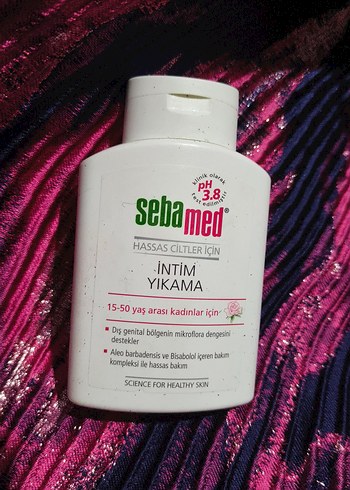 klinik olarak
pH
3.8
test edilmiştir
sebamed®
HASSAS CİLTLER İÇİN
İNTİM
YIKAMA
15-50 yaş arası kadınlar için
Dış genital bölgenin mikroflora dengesini
destekler
Aleo barbadensis ve Bisabolol içeren bakım
kompleksi ile hassas bakım
SCIENCE FOR HEALTHY SKIN